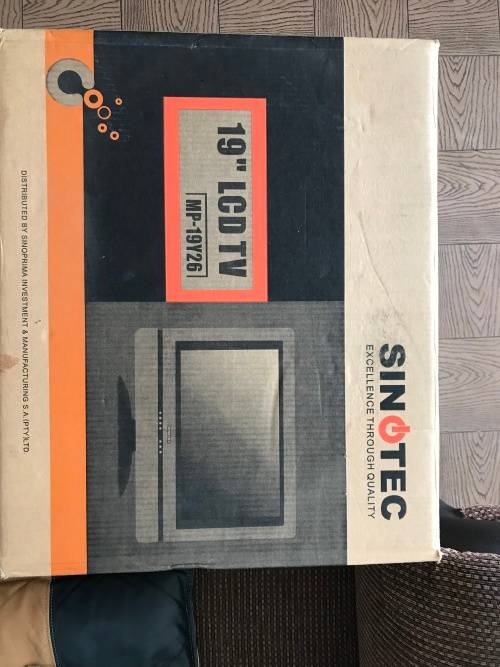 SINOTEC
EXCELLENCE THROUGH QUALITY
19" LCD TV
MP-19Y26
DISTRIBUTED BY SINOPRIMA INVESTMENT & MANUFACTURING S.A.(PTY)LTD.